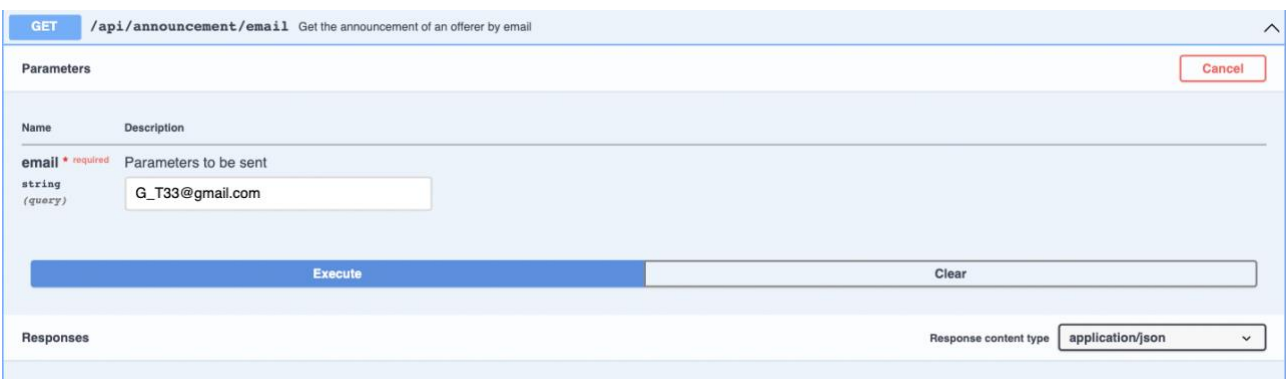 GET /api/announcement/email Get the announcement of an offerer by email
Parameters Cancel
Name Description
email * required Parameters to be sent
string G_T33@gmail.com
(query)
Execute Clear
Responses Response content type application/json